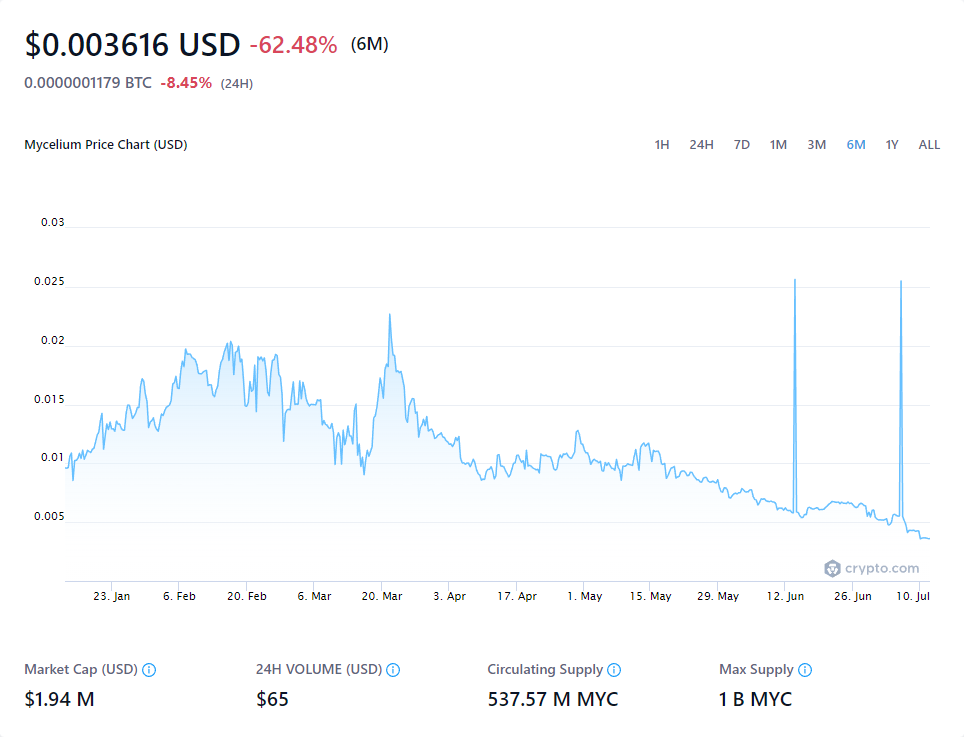 $0.003616 USD -62.48% (6M)
0.0000001179 BTC -8.45% (24H)
Mycelium Price Chart (USD) 1H 24H 7D 1M 3M 6M 1Y ALL
0.03
0.025
0.02
0.015
0.01
0.005
crypto.com
23. Jan 6. Feb 20. Feb 6. Mar 20. Mar 3. Apr 17. Apr 1. May 15. May 29. May 12. Jun 26. Jun 10. Jul
Market Cap (USD) 24H VOLUME (USD) Circulating Supply Max Supply
$1.94 M $65 537.57 M MYC 1 B MYC